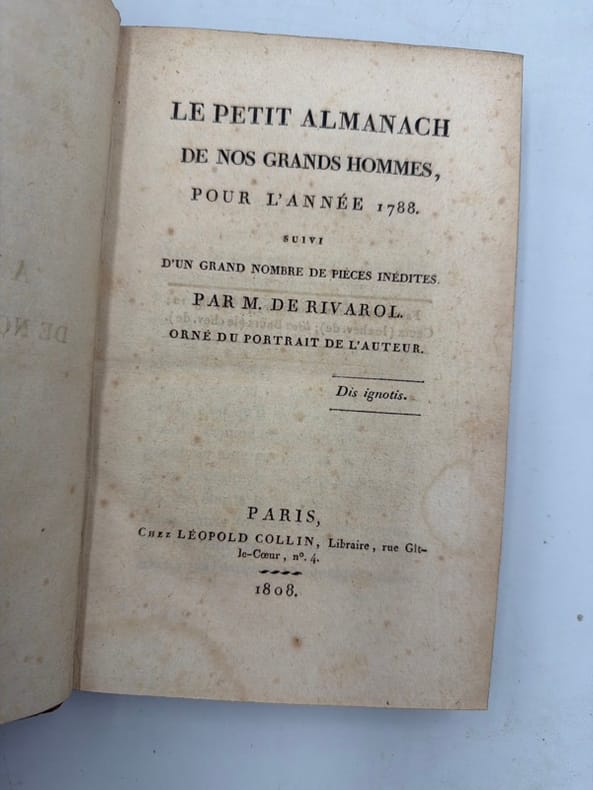 LE PETIT ALMANACH
DE NOS GRANDS HOMMES,
POUR L'ANNÉE 1788.
SUIVI
D'UN GRAND NOMBRE DE PIÈCES INÉDITES.
PAR M. DE RIVAROL.
ORNÉ DU PORTRAIT DE L'AUTEUR.
Dis ignotis.
PARIS,
CHEZ LÉOPOLD COLLIN, Libraire, rue Gît-
le-Cœur, n°. 4.
1808.